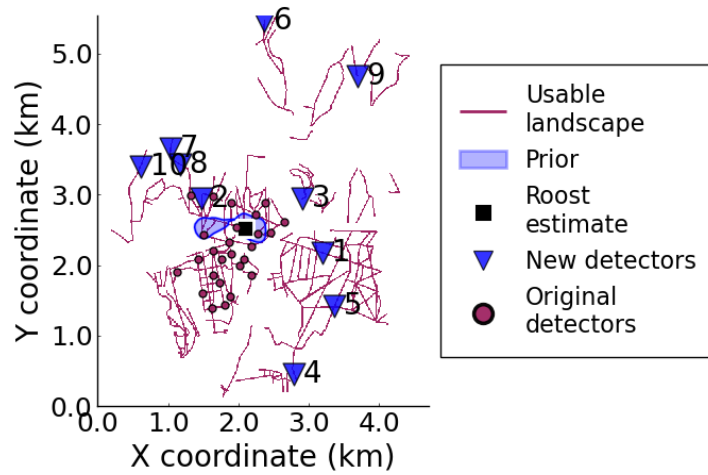 6
5.0
9
4.0
7
108
3.0
2
3
2.0
1
5
1.0
4
0.0
0.0 1.0 2.0 3.0 4.0
X coordinate (km)
Y coordinate (km)
Usable
landscape
Prior
Roost
estimate
New detectors
Original
detectors